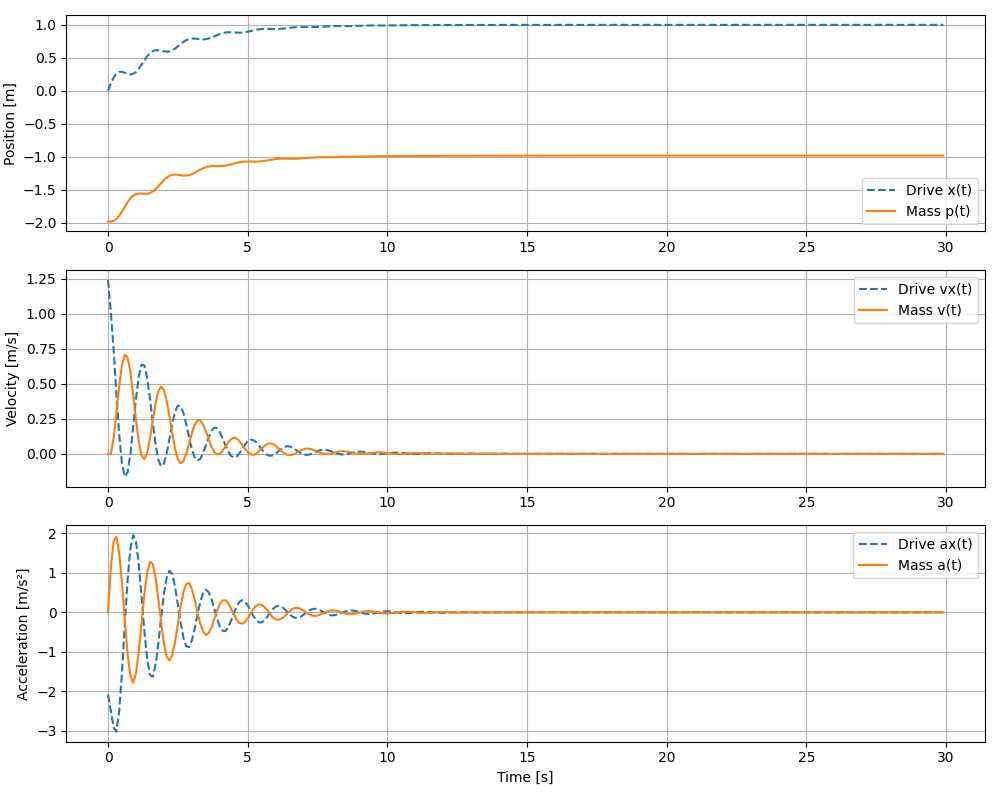 1.0
0.5
0.0
−0.5
−1.0
−1.5
−2.0
Position [m]
Drive x(t)
Mass p(t)
0 5 10 15 20 25 30
1.25
1.00
0.75
0.50
0.25
0.00
Velocity [m/s]
Drive vx(t)
Mass v(t)
0 5 10 15 20 25 30
2
1
0
−1
−2
−3
Acceleration [m/s²]
Drive ax(t)
Mass a(t)
0 5 10 15 20 25 30
Time [s]